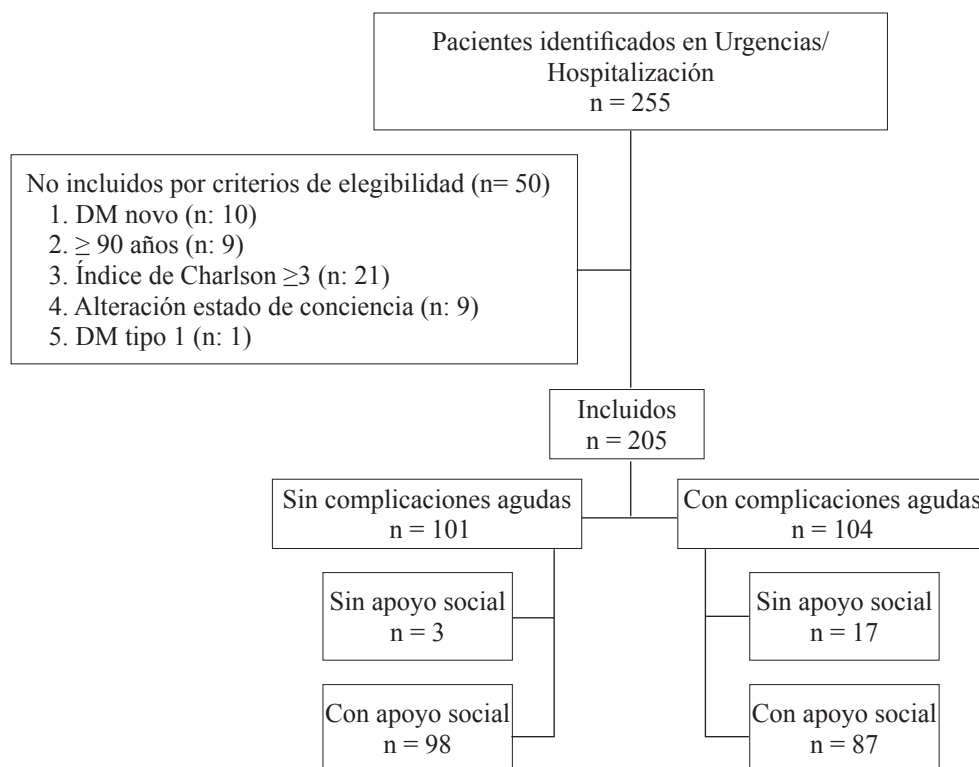 Pacientes identificados en Urgencias/
Hospitalización
n = 255
No incluidos por criterios de elegibilidad (n= 50)
1. DM novo (n: 10)
2. ≥ 90 años (n: 9)
3. Índice de Charlson ≥3 (n: 21)
4. Alteración estado de conciencia (n: 9)
5. DM tipo 1 (n: 1)
Incluidos
n = 205
Sin complicaciones agudas
n = 101
Con complicaciones agudas
n = 104
Sin apoyo social
n = 3
Sin apoyo social
n = 17
Con apoyo social
n = 98
Con apoyo social
n = 87